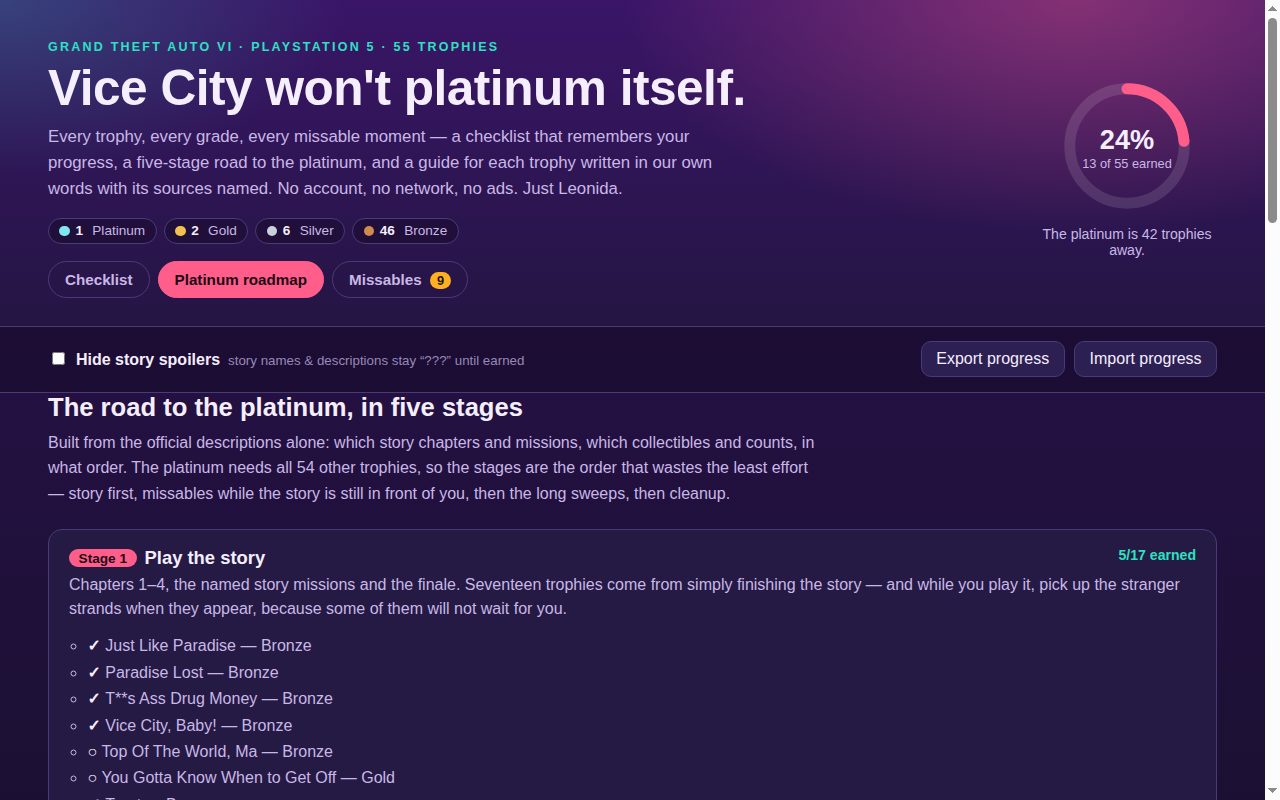 GRAND THEFT AUTO VI · PLAYSTATION 5 · 55 TROPHIES
Vice City won't platinum itself.
Every trophy, every grade, every missable moment — a checklist that remembers your
progress, a five-stage road to the platinum, and a guide for each trophy written in our own
words with its sources named. No account, no network, no ads. Just Leonida.
1 Platinum
2 Gold
6 Silver
46 Bronze
Checklist
Platinum roadmap
Missables 9
24%
13 of 55 earned
The platinum is 42 trophies
away.
Hide story spoilers story names & descriptions stay “???” until earned
Export progress
Import progress
The road to the platinum, in five stages
Built from the official descriptions alone: which story chapters and missions, which collectibles and counts, in
what order. The platinum needs all 54 other trophies, so the stages are the order that wastes the least effort
— story first, missables while the story is still in front of you, then the long sweeps, then cleanup.
Stage 1 Play the story
5/17 earned
Chapters 1–4, the named story missions and the finale. Seventeen trophies come from simply finishing the story — and while you play it, pick up the stranger
strands when they appear, because some of them will not wait for you.
✓ Just Like Paradise — Bronze
✓ Paradise Lost — Bronze
✓ T**s Ass Drug Money — Bronze
✓ Vice City, Baby! — Bronze
○ Top Of The World, Ma — Bronze
○ You Gotta Know When to Get Off — Gold